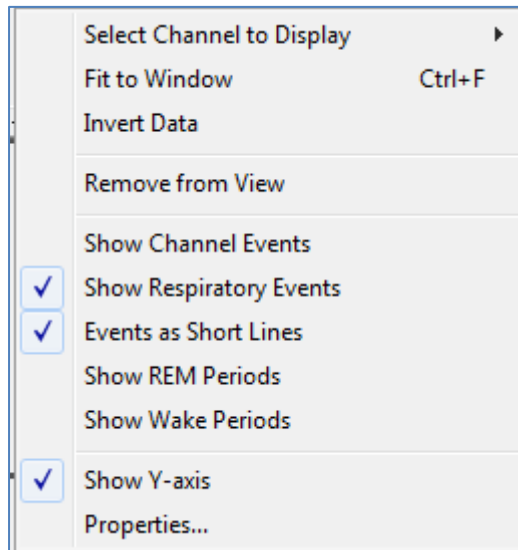 Select Channel to Display
Fit to Window Ctrl+F
Invert Data
Remove from View
Show Channel Events
Show Respiratory Events
Events as Short Lines
Show REM Periods
Show Wake Periods
Show Y-axis
Properties...